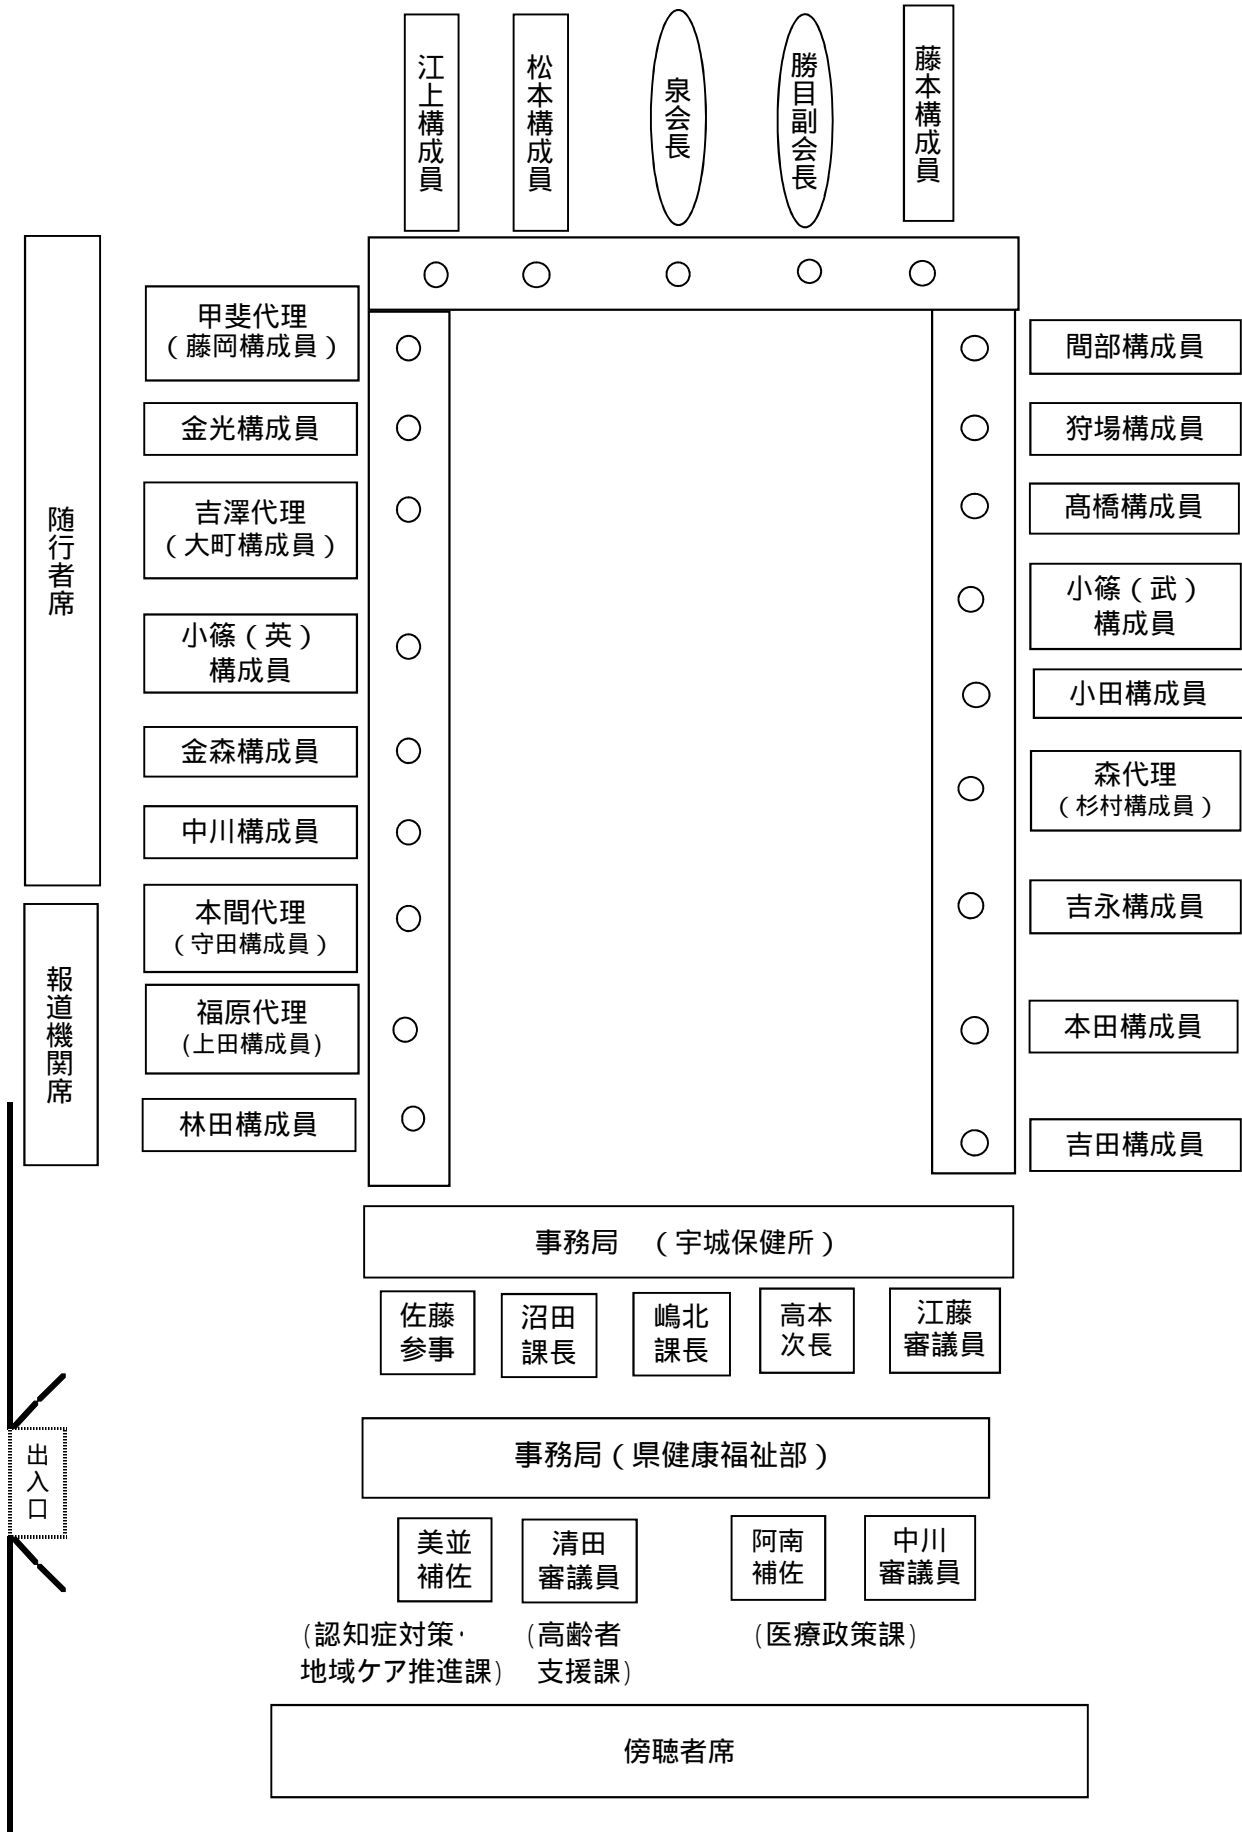 江上構成員
松本構成員
泉会長
勝目副会長
藤本構成員
随行者席
報道機関席
甲斐代理
（藤岡構成員）
金光構成員
吉澤代理
（大町構成員）
小篠（英）
構成員
金森構成員
中川構成員
本間代理
（守田構成員）
福原代理
(上田構成員)
林田構成員
間部構成員
狩場構成員
髙橋構成員
小篠（武）
構成員
小田構成員
森代理
（杉村構成員）
吉永構成員
本田構成員
吉田構成員
事務局　（宇城保健所）
佐藤
参事
沼田
課長
嶋北
課長
高本
次長
江藤
審議員
出入口
事務局（県健康福祉部）
美並
補佐
清田
審議員
阿南
補佐
中川
審議員
(認知症対策・
地域ケア推進課)
(高齢者
支援課)
(医療政策課)
傍聴者席